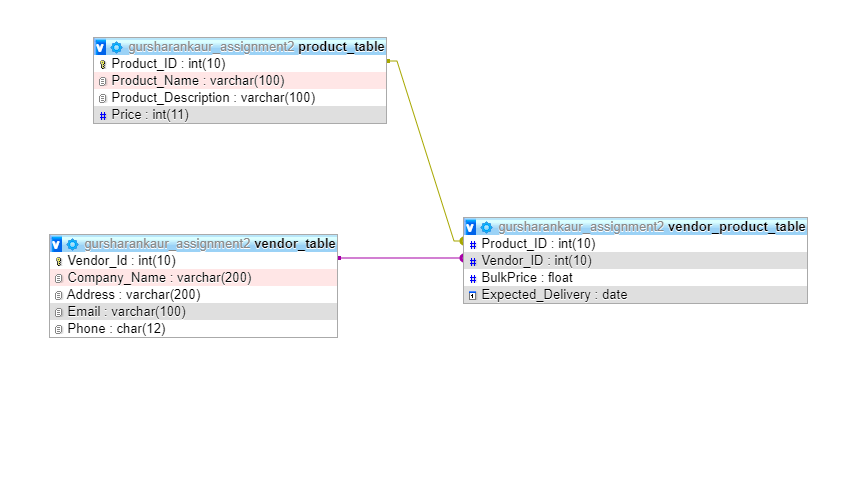 gursharankaur_assignment2 product_table
Product_ID : int(10)
Product_Name : varchar(100)
Product_Description : varchar(100)
# Price : int(11)
gursharankaur_assignment2 vendor_table
Vendor_Id : int(10)
Company_Name : varchar(200)
Address : varchar(200)
Email : varchar(100)
Phone : char(12)
gursharankaur_assignment2 vendor_product_table
# Product_ID : int(10)
# Vendor_ID : int(10)
# BulkPrice : float
Expected_Delivery : date